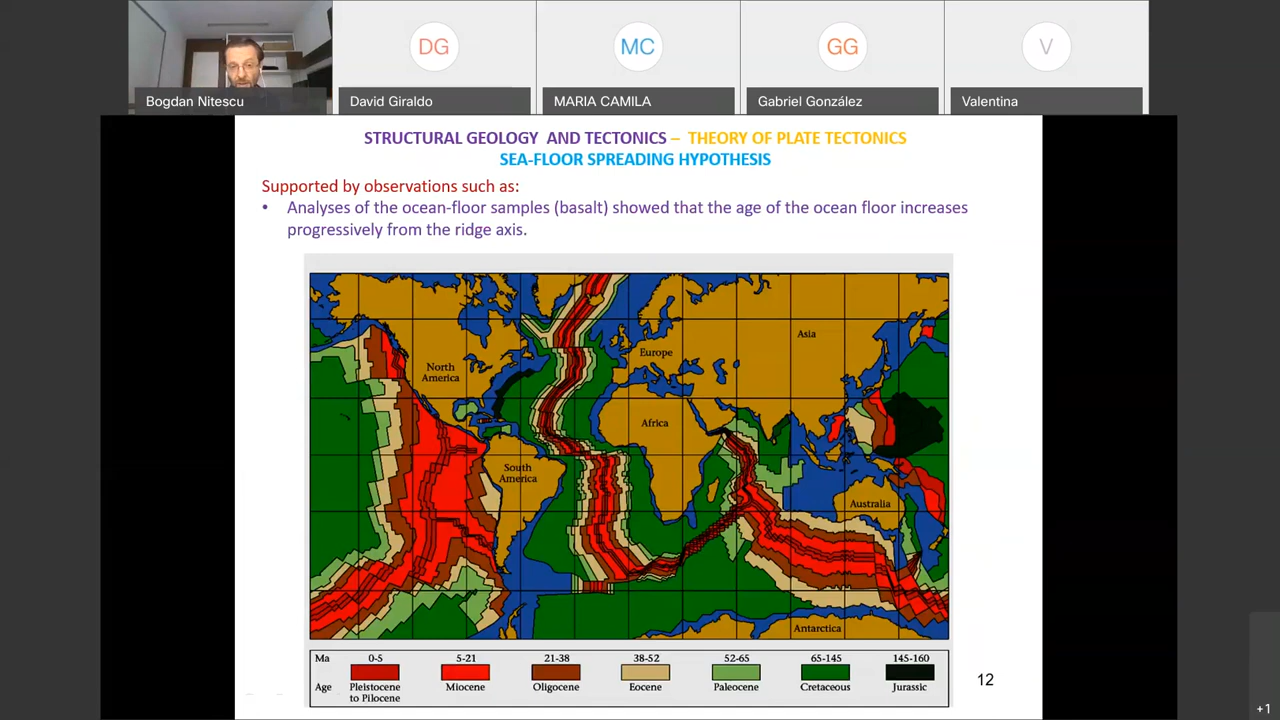 DG
MC
GG
V
Bogdan Nitescu
David Giraldo
MARIA CAMILA
Gabriel González
Valentina
STRUCTURAL GEOLOGY AND TECTONICS – THEORY OF PLATE TECTONICS
SEA-FLOOR SPREADING HYPOTHESIS
Supported by observations such as:
• Analyses of the ocean-floor samples (basalt) showed that the age of the ocean floor increases
progressively from the ridge axis.
Asia
Europe
North
America
Africa
South
America
Australia
Antarctica
Ma 0-5 5-21 21-38 38-52 52-65 65-145 145-160
Age Pleistocene Miocene Oligocene Eocene Paleocene Cretaceous Jurassic
to Pilocene
12
+1